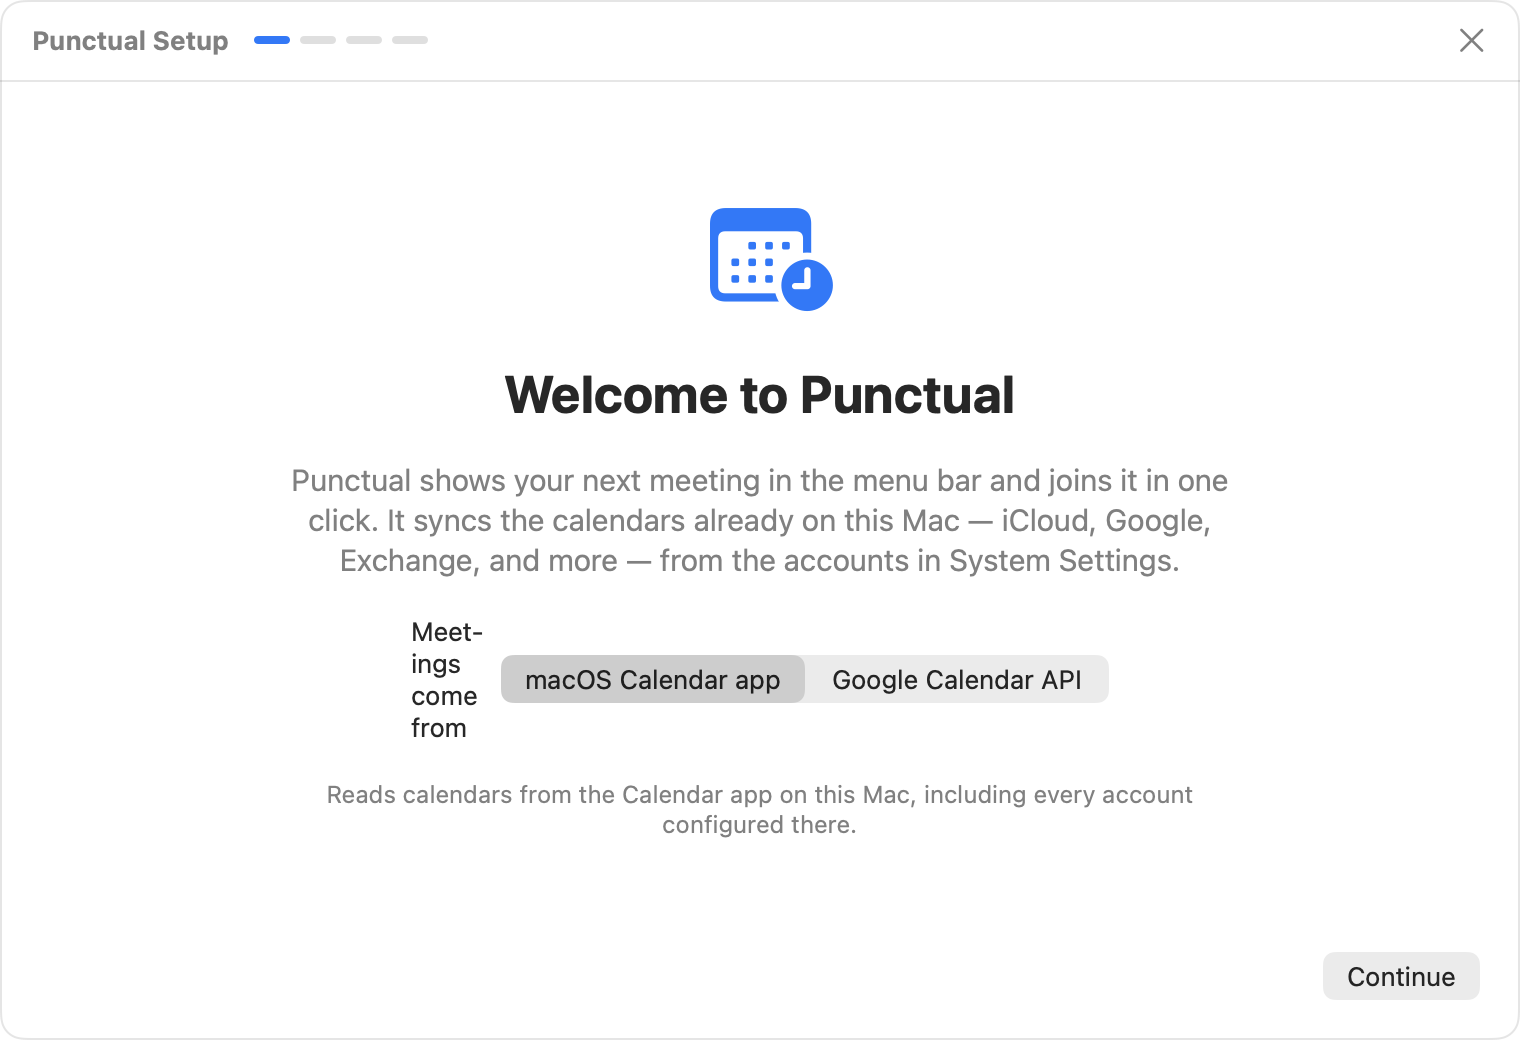 Punctual Setup
Welcome to Punctual
Punctual shows your next meeting in the menu bar and joins it in one
click. It syncs the calendars already on this Mac — iCloud, Google,
Exchange, and more — from the accounts in System Settings.
Meet-
ings
come
from
macOS Calendar app
Google Calendar API
Reads calendars from the Calendar app on this Mac, including every account
configured there.
Continue